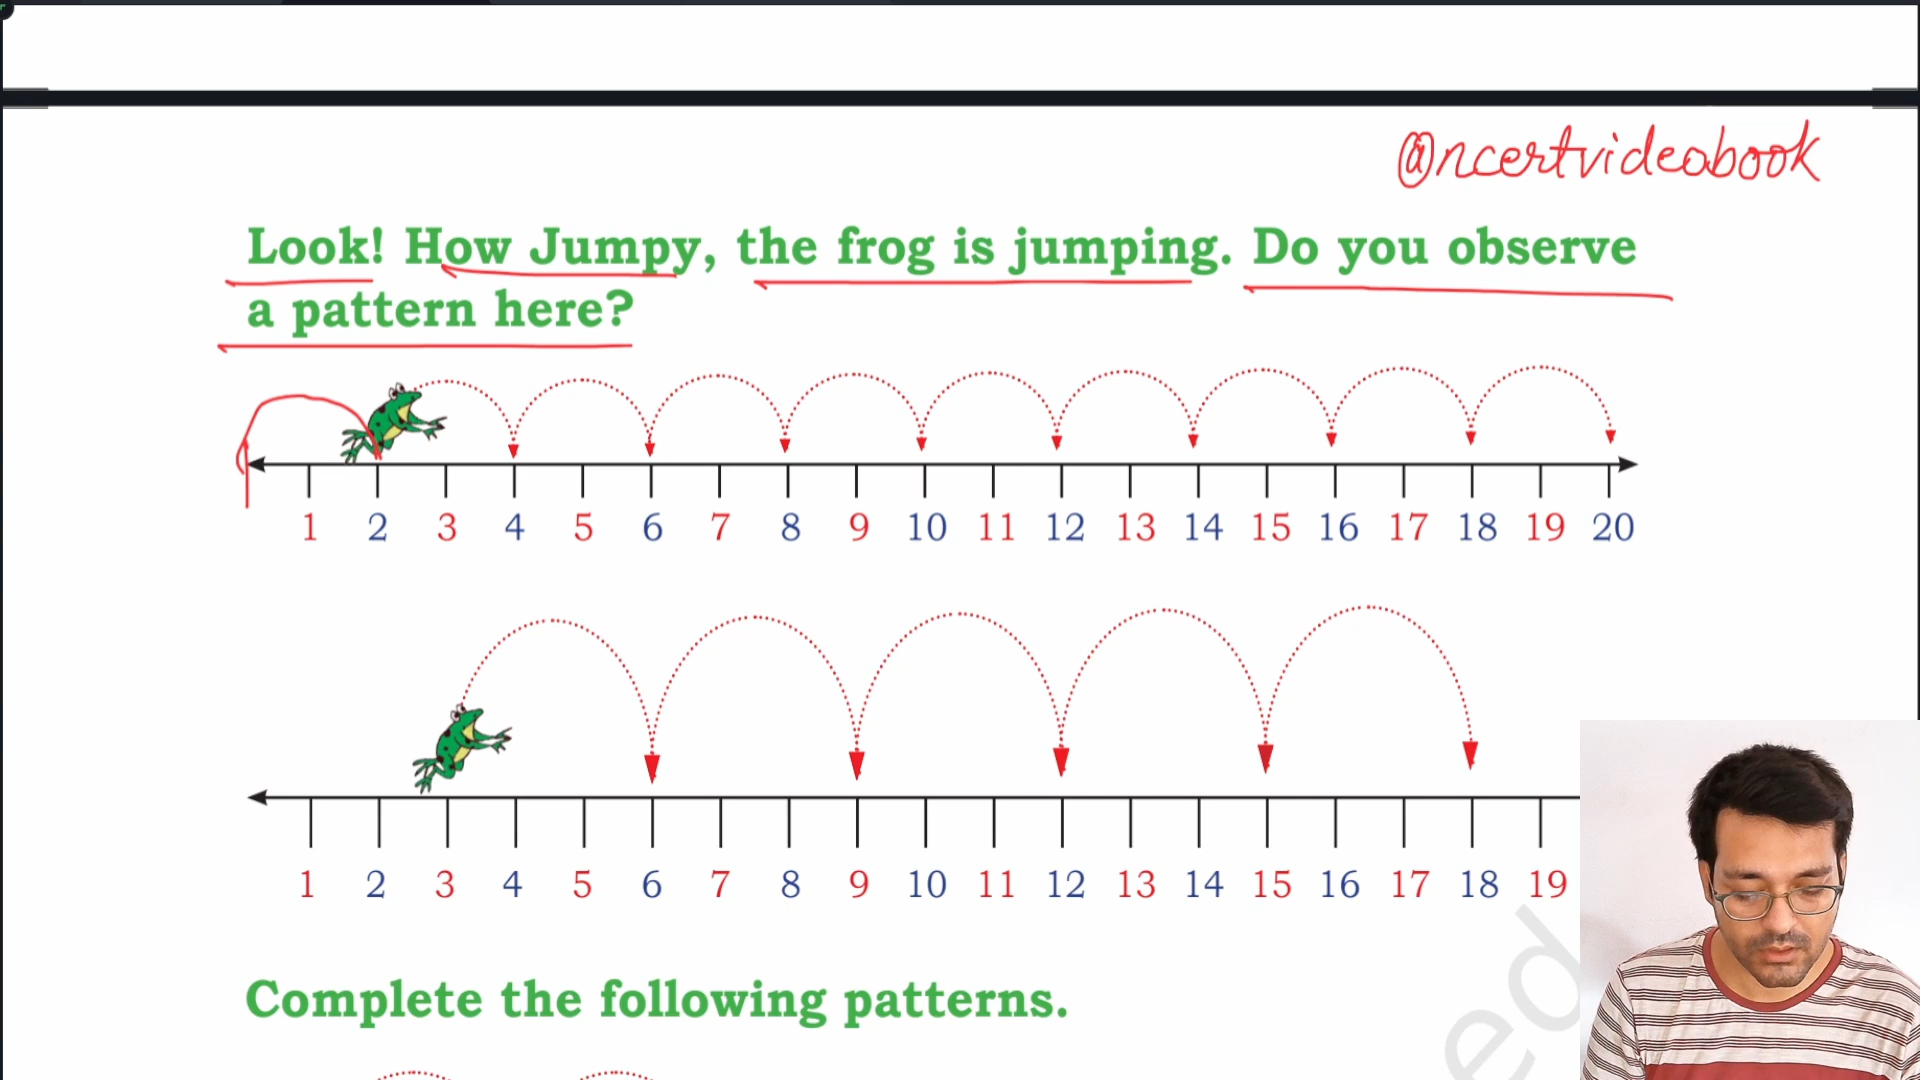 @ncertvideobook
Look! How Jumpy, the frog is jumping. Do you observe
a pattern here?
1 2 3 4 5 6 7 8 9 10 11 12 13 14 15 16 17 18 19 20
1 2 3 4 5 6 7 8 9 10 11 12 13 14 15 16 17 18 19
Complete the following patterns.
ed